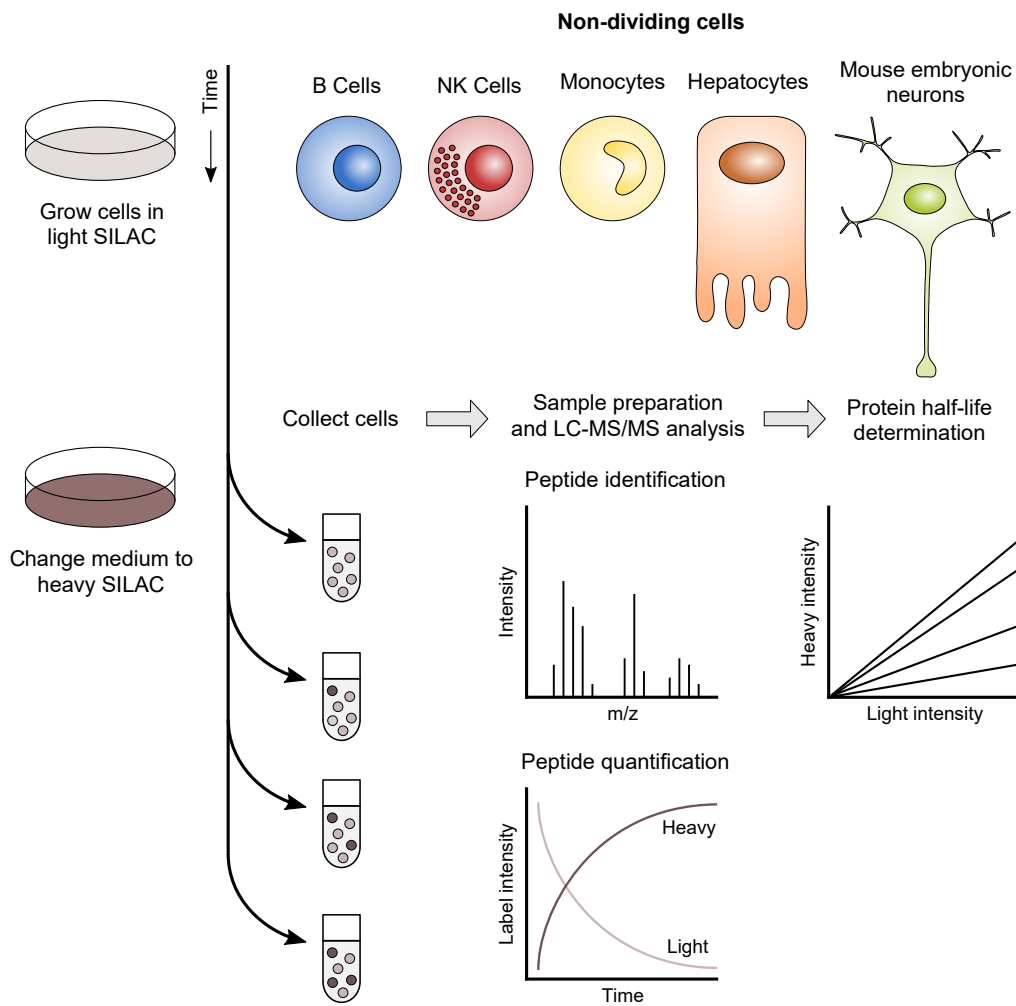 Non-dividing cells
Time
B Cells
NK Cells
Monocytes
Hepatocytes
Mouse embryonic
neurons
Grow cells in
light SILAC
Collect cells
Sample preparation
and LC-MS/MS analysis
Protein half-life
determination
Change medium to
heavy SILAC
Peptide identification
Intensity
m/z
Heavy intensity
Light intensity
Peptide quantification
Label intensity
Heavy
Light
Time